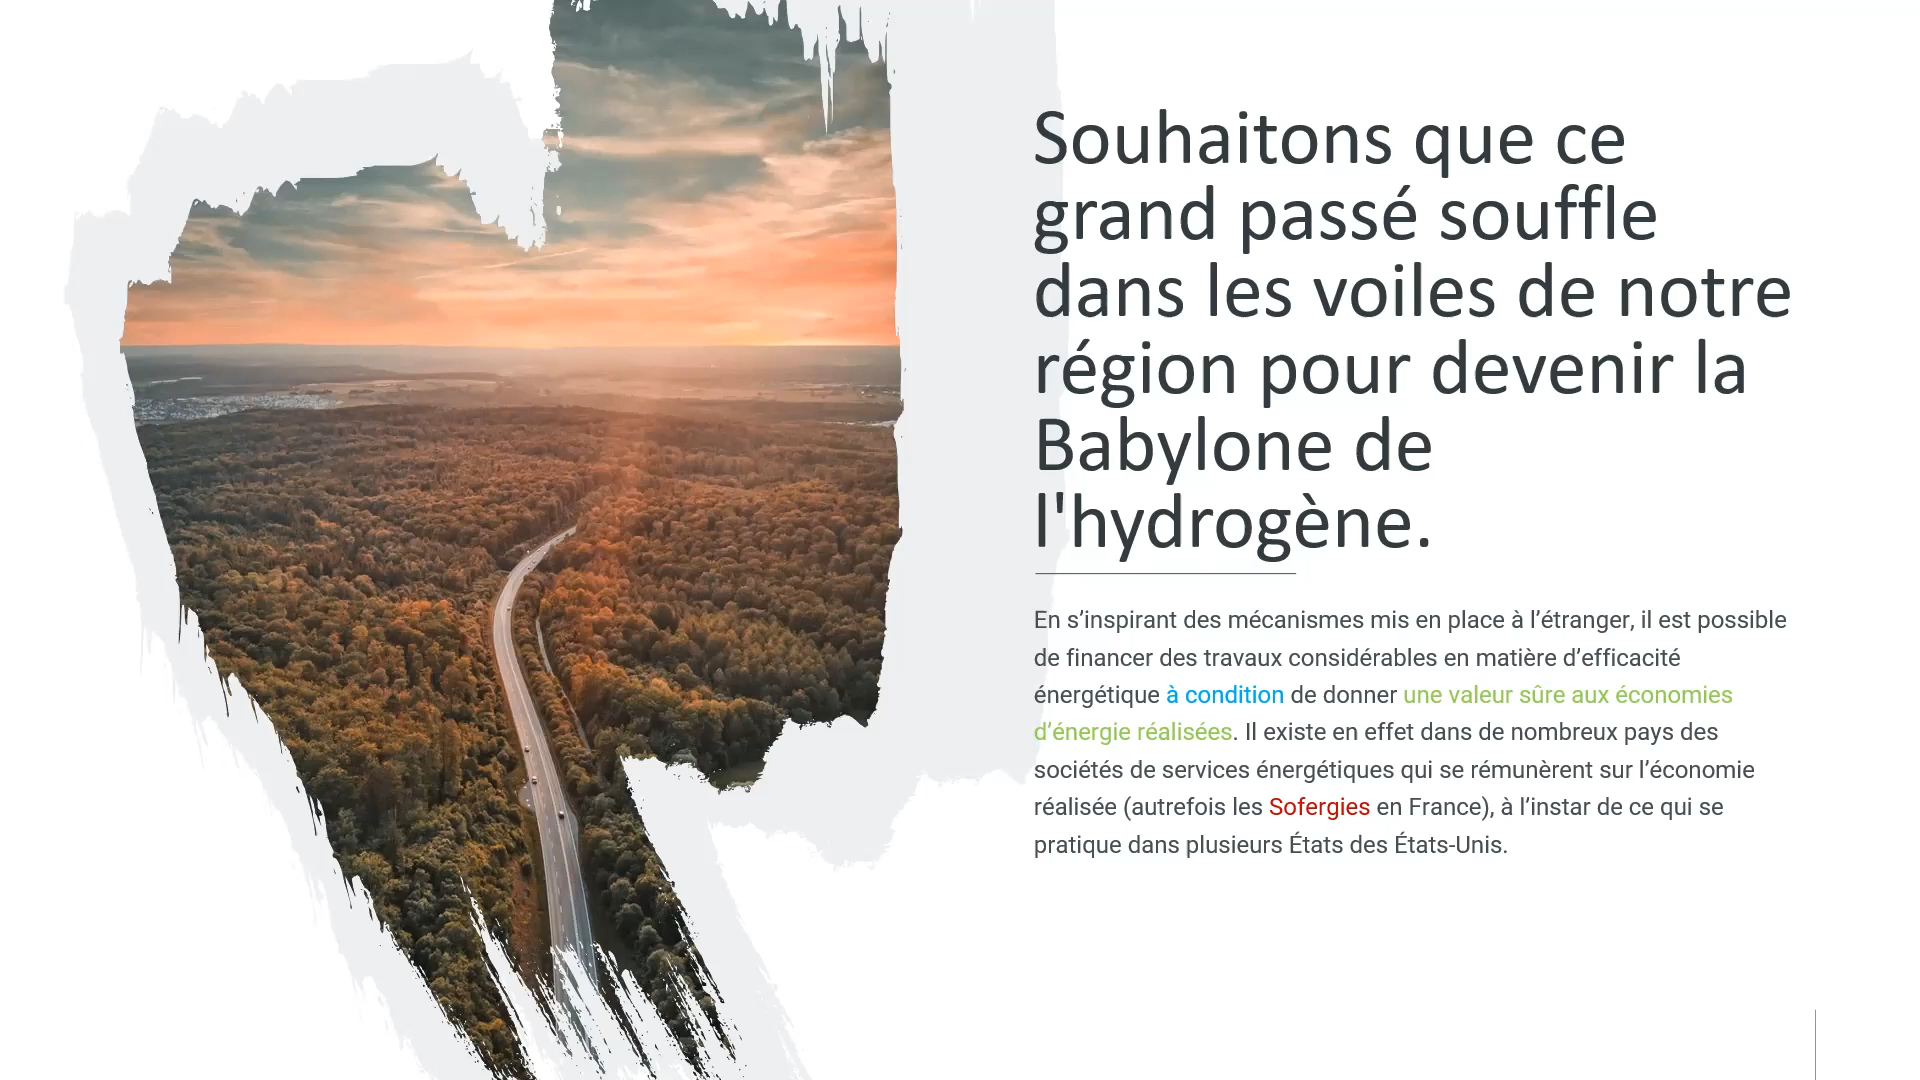 Souhaitons que ce
grand passé souffle
dans les voiles de notre
région pour devenir la
Babylone de
l'hydrogène.
En s’inspirant des mécanismes mis en place à l’étranger, il est possible
de financer des travaux considérables en matière d’efficacité
énergétique à condition de donner une valeur sûre aux économies
d’énergie réalisées. Il existe en effet dans de nombreux pays des
sociétés de services énergétiques qui se rémunèrent sur l’économie
réalisée (autrefois les Sofergies en France), à l’instar de ce qui se
pratique dans plusieurs États des États-Unis.